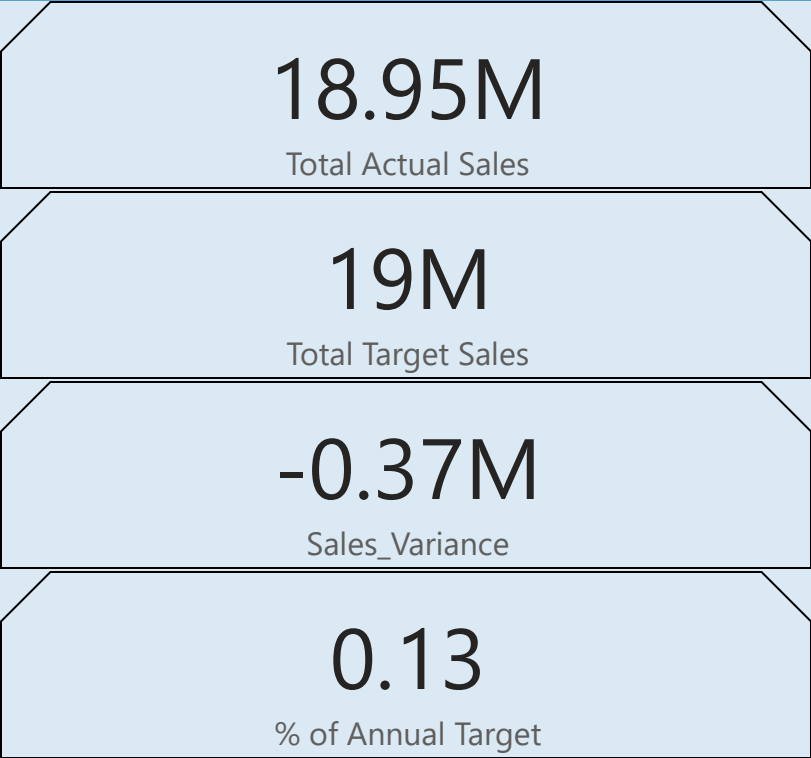 18.95M
Total Actual Sales
19M
Total Target Sales
-0.37M
Sales_Variance
0.13
% of Annual Target